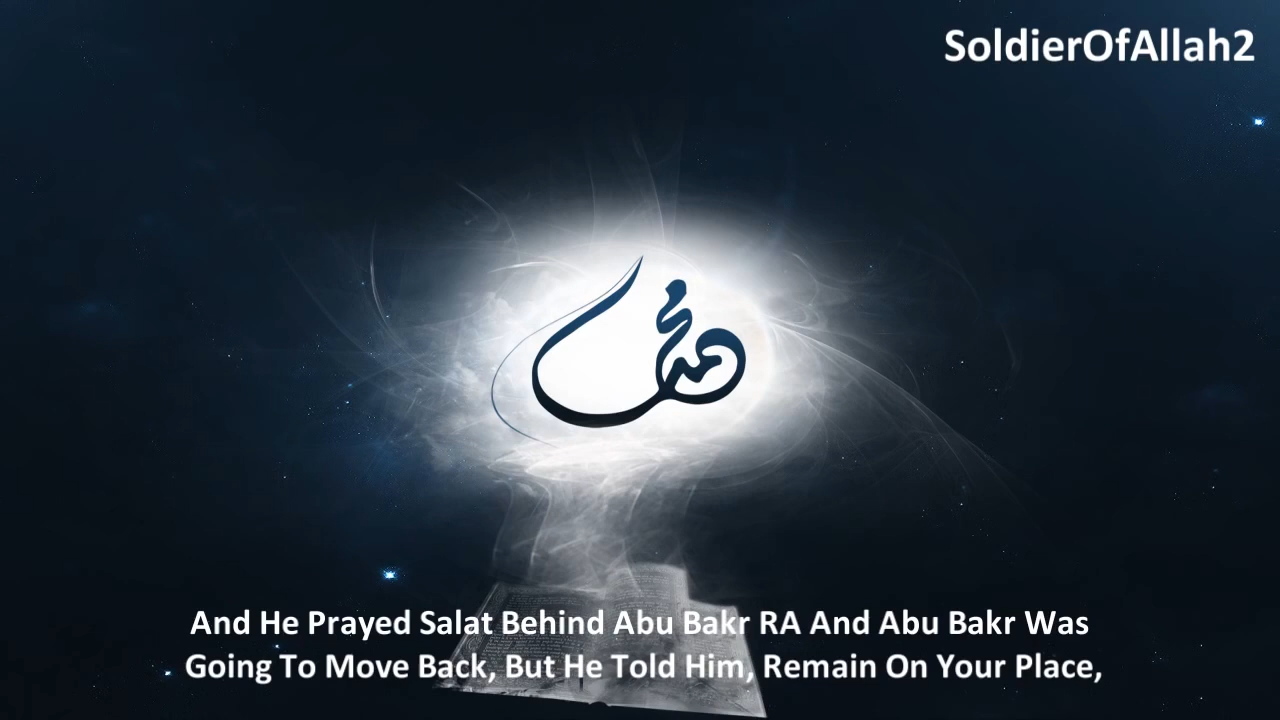 SoldierOfAllah2
محمد
And He Prayed Salat Behind Abu Bakr RA And Abu Bakr Was
Going To Move Back, But He Told Him, Remain On Your Place,